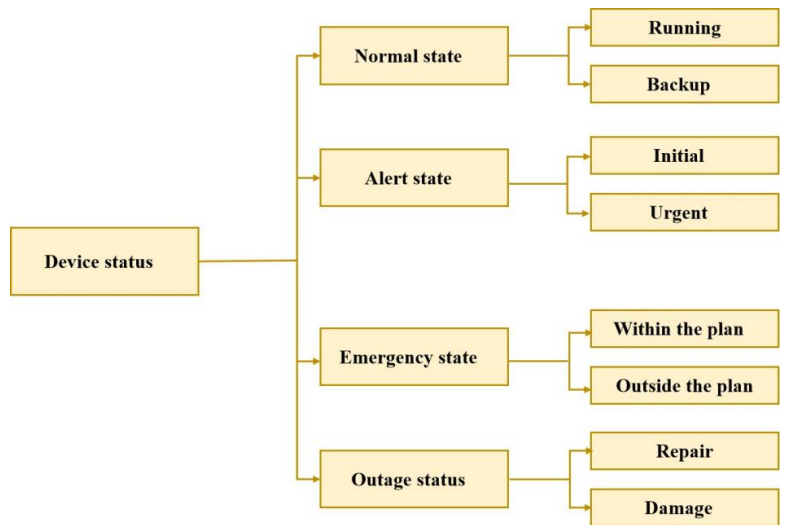 Device status
Normal state
Running
Backup
Alert state
Initial
Urgent
Emergency state
Within the plan
Outside the plan
Outage status
Repair
Damage